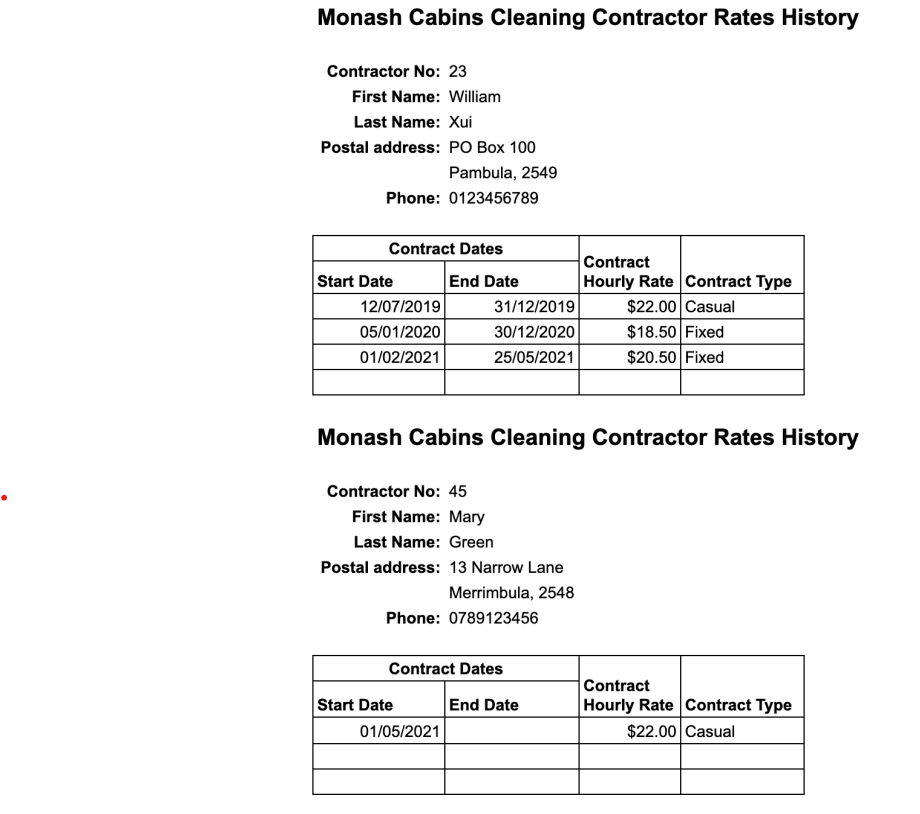 Monash Cabins Cleaning Contractor Rates History
Contractor No: 23
First Name: William
Last Name: Xui
Postal address: PO Box 100
Pambula, 2549
Phone: 0123456789
Contract Dates
Contract
Start Date End Date Hourly Rate Contract Type
12/07/2019 31/12/2019 $22.00 Casual
05/01/2020 30/12/2020 $18.50 Fixed
01/02/2021 25/05/2021 $20.50 Fixed
Monash Cabins Cleaning Contractor Rates History
Contractor No: 45
First Name: Mary
Last Name: Green
Postal address: 13 Narrow Lane
Merrimbula, 2548
Phone: 0789123456
Contract Dates
Contract
Start Date End Date Hourly Rate Contract Type
01/05/2021 $22.00 Casual